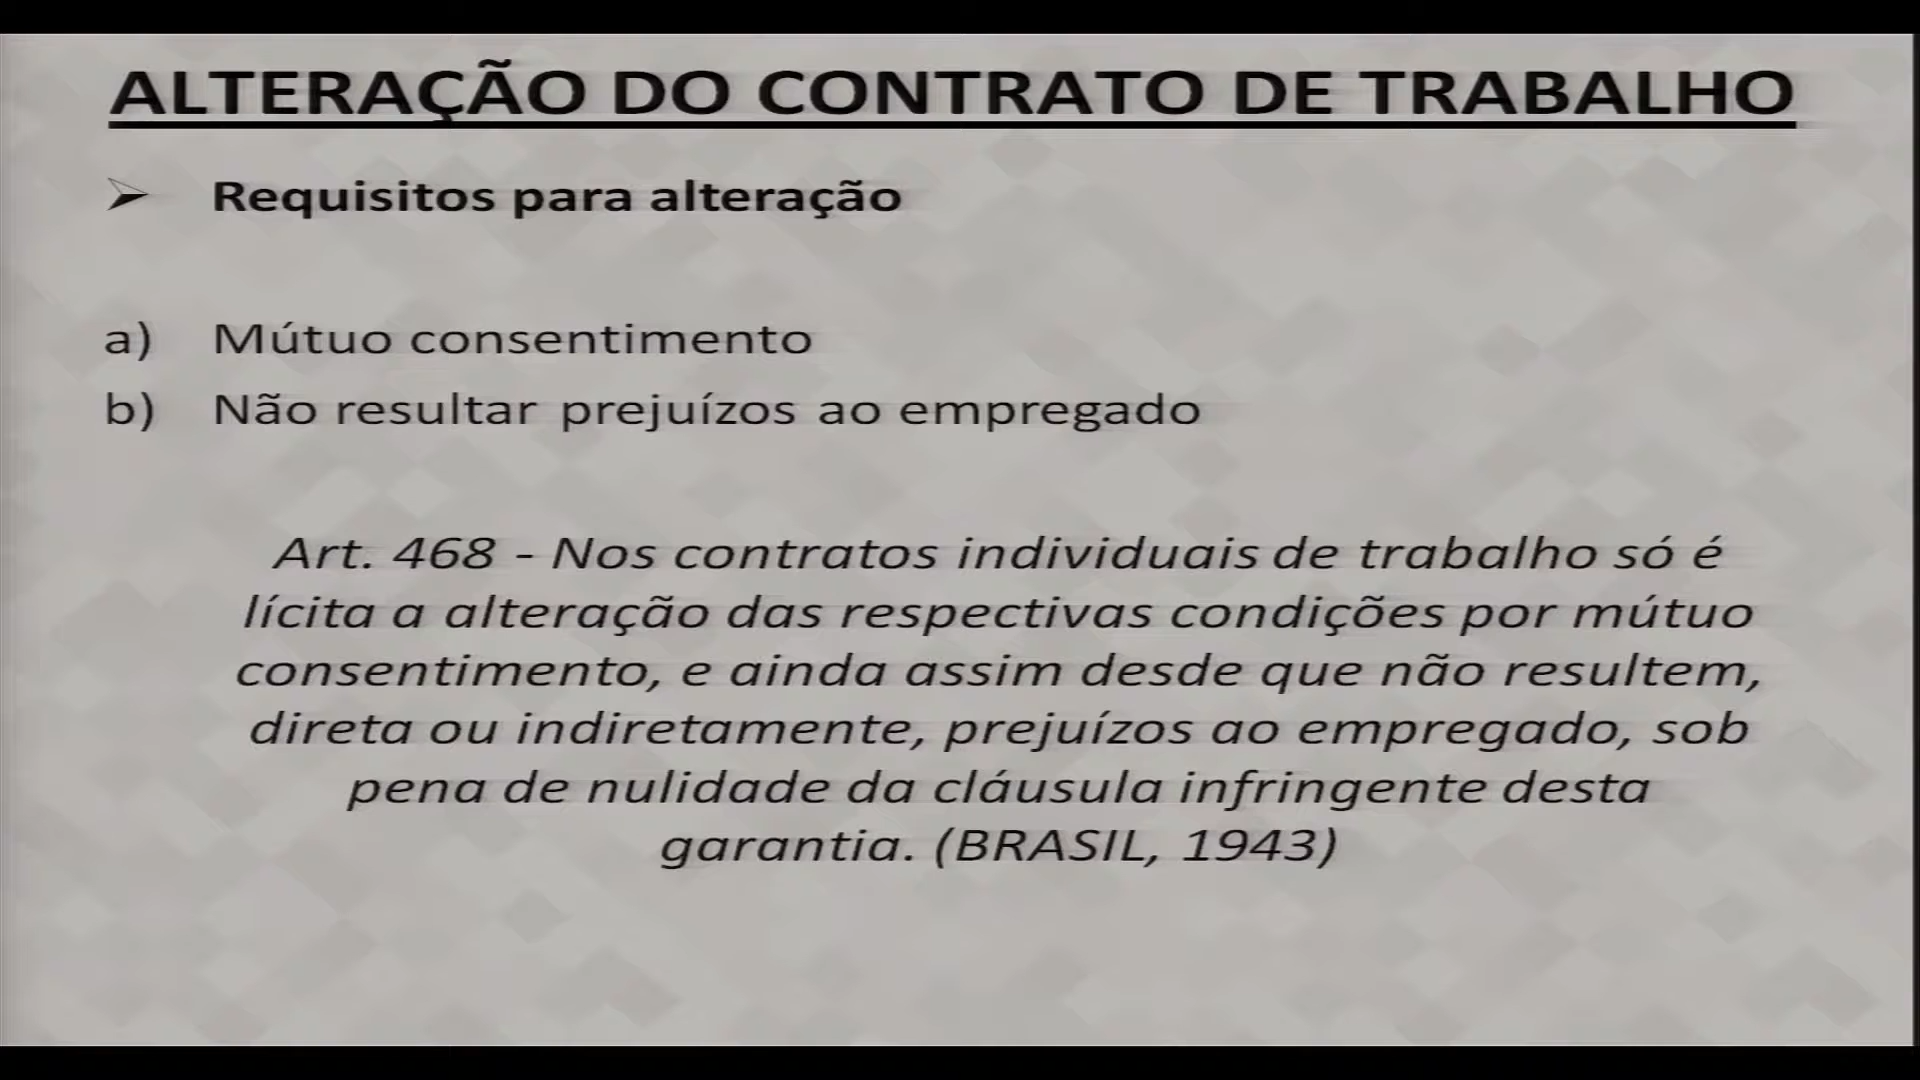 ALTERAÇÃO DO CONTRATO DE TRABALHO
➢ Requisitos para alteração
a) Mútuo consentimento
b) Não resultar prejuízos ao empregado
Art. 468 - Nos contratos individuais de trabalho só é
lícita a alteração das respectivas condições por mútuo
consentimento, e ainda assim desde que não resultem,
direta ou indiretamente, prejuízos ao empregado, sob
pena de nulidade da cláusula infringente desta
garantia. (BRASIL, 1943)